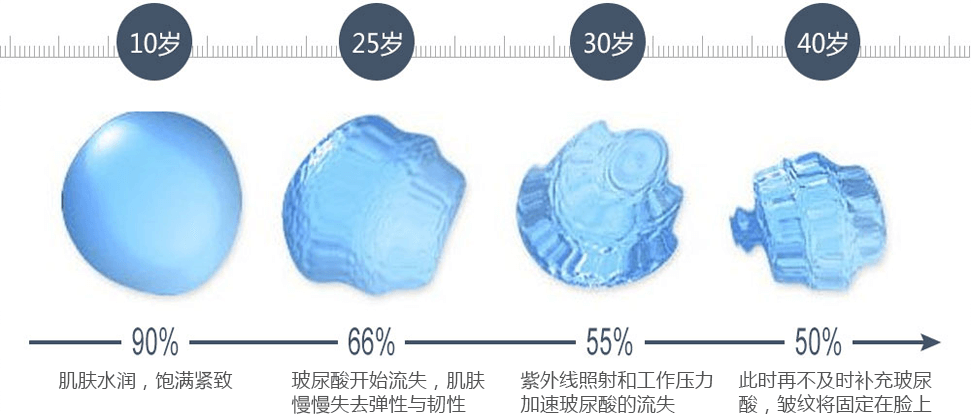 10岁
25岁
30岁
40岁
90%
66%
55%
50%
肌肤水润，饱满紧致
玻尿酸开始流失，肌肤
慢慢失去弹性与韧性
紫外线照射和工作压力
加速玻尿酸的流失
此时再不及时补充玻尿
酸，皱纹将固定在脸上